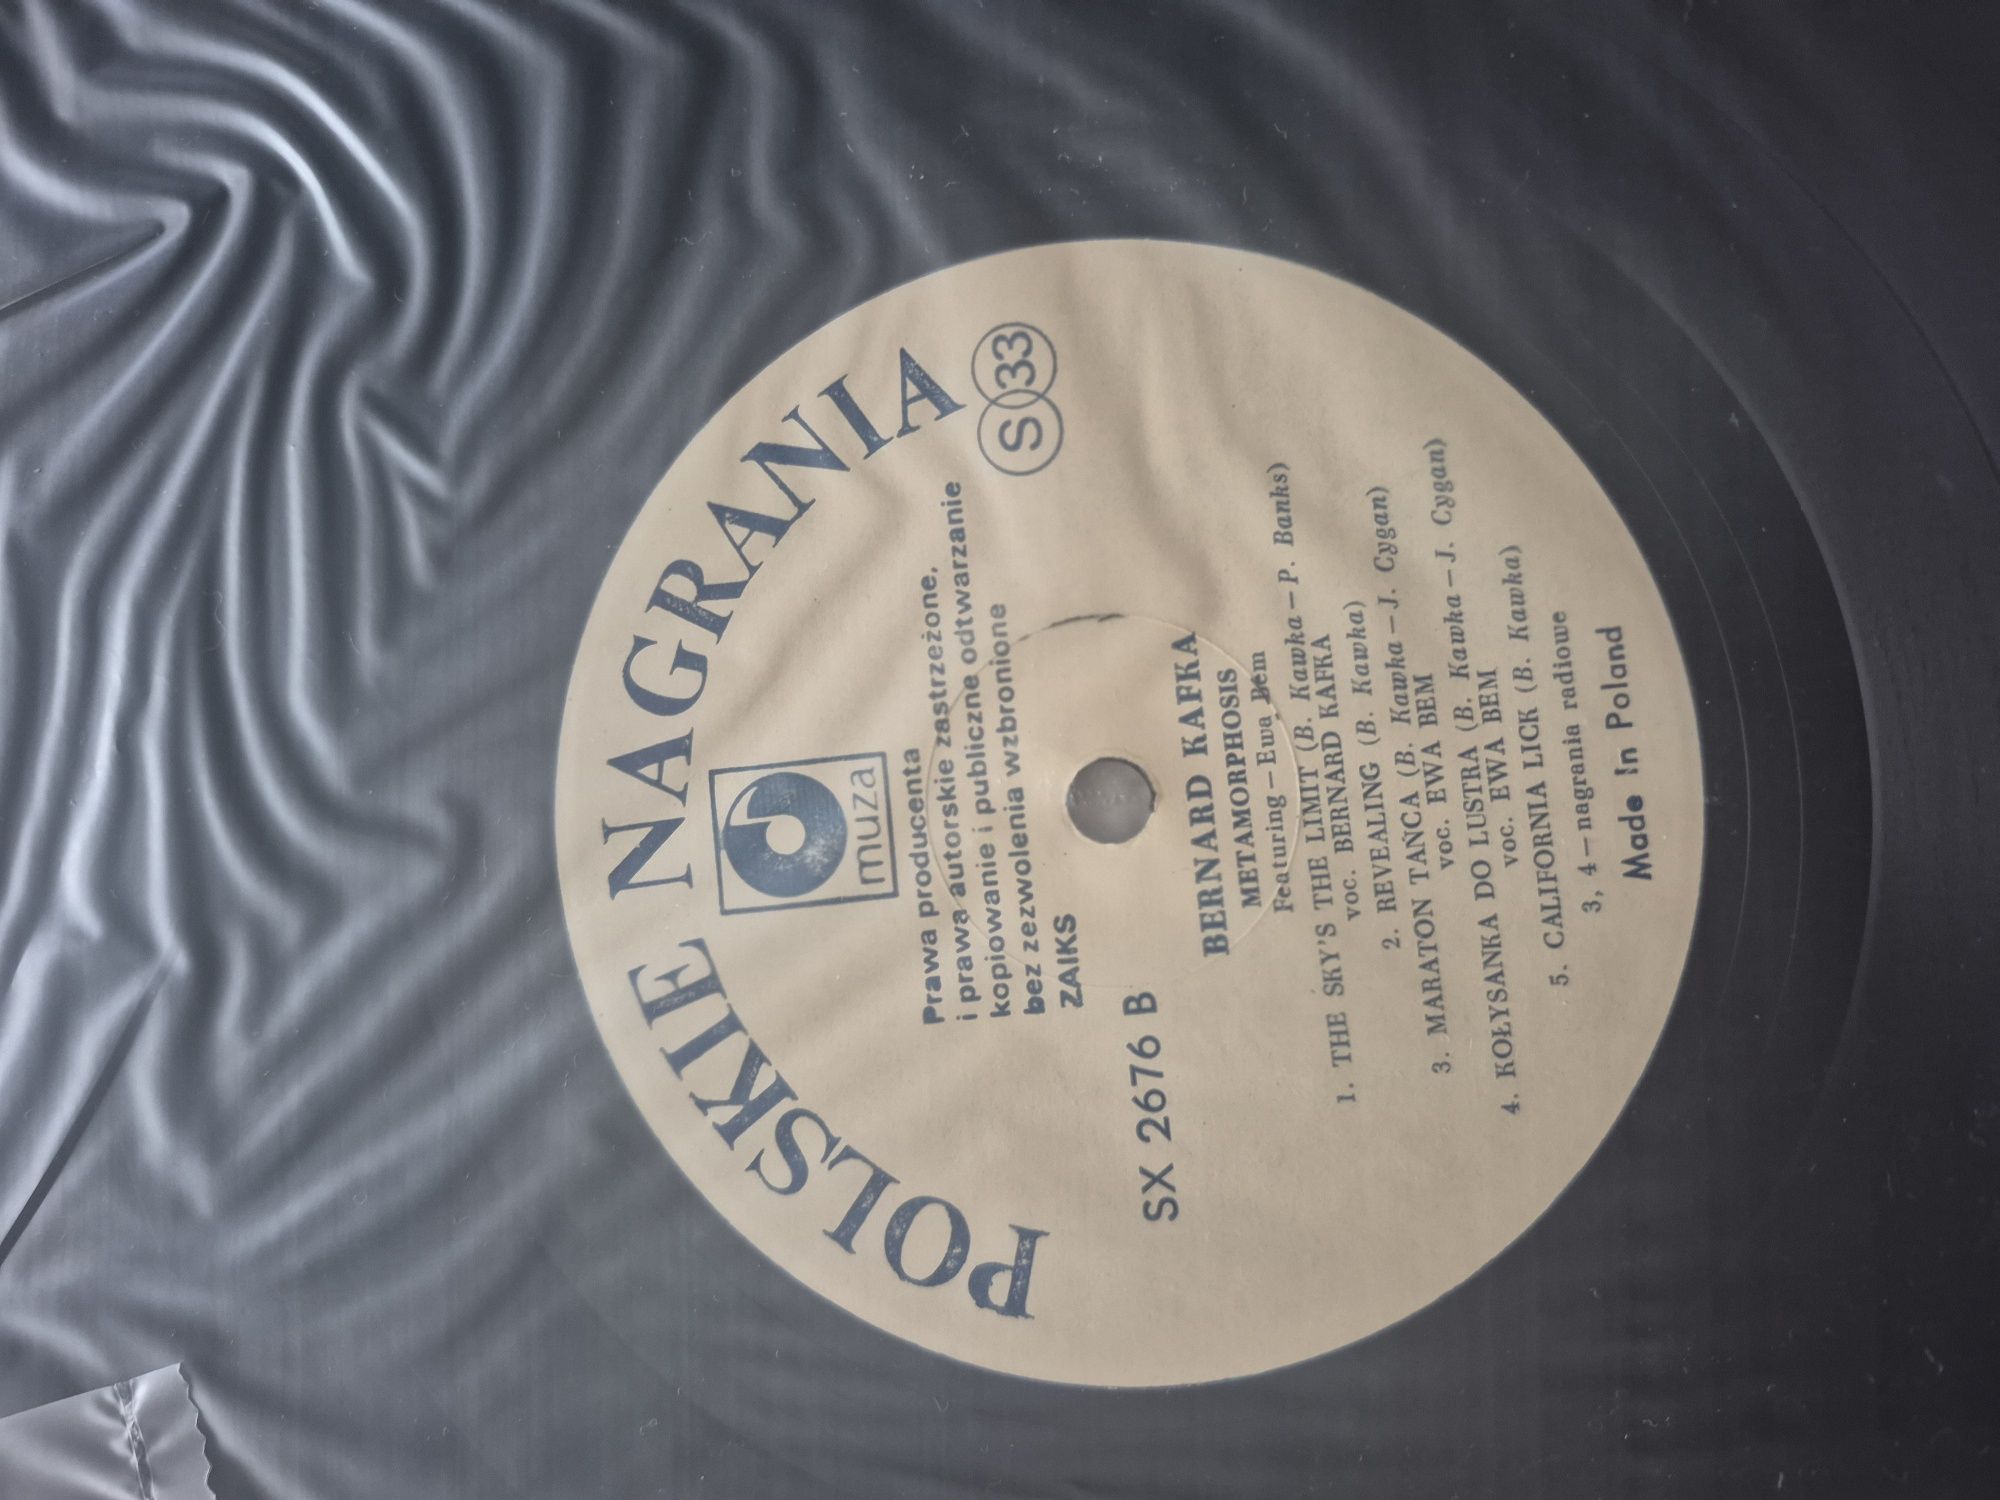 POLSKIE NAGRANIA
muza
Prawa producenta
i prawa autorskie zastrzeżone,
kopiowanie i publiczne odtwarzanie
bez zezwolenia wzbronione
ZAIKS
S 33
SX 2676 B
BERNARD KAFKA
METAMORPHOSIS
Featuring – Ewa Bem
1. THE SKY'S THE LIMIT (B. Kawka – P. Banks)
voc. BERNARD KAFKA
2. REVEALING (B. Kawka)
3. MARATON TAŃCA (B. Kawka – J. Cygan)
voc. EWA BEM
4. KOŁYSANKA DO LUSTRA (B. Kawka – J. Cygan)
voc. EWA BEM
5. CALIFORNIA LICK (B. Kawka)
3, 4 – nagrania radiowe
Made In Poland